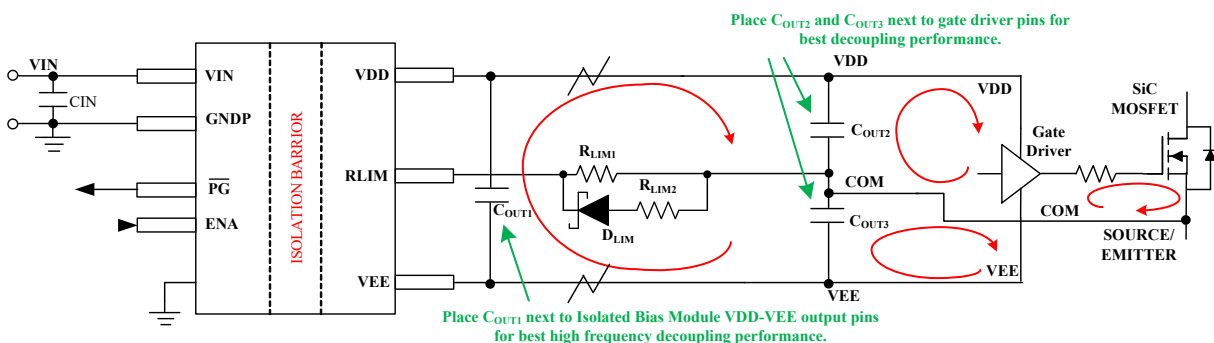 Place COUT2 and COUT3 next to gate driver pins for
best decoupling performance.
VIN
CIN
VIN
GNDP
PG
ENA
ISOLATION BARRIER
VDD
RLIM
VEE
COUT1
RLIM1
RLIM2
DLIM
VDD
COUT2
COM
COUT3
VEE
VDD
Gate
Driver
VEE
COM
SiC
MOSFET
SOURCE/
EMITTER
Place COUT1 next to Isolated Bias Module VDD-VEE output pins
for best high frequency decoupling performance.